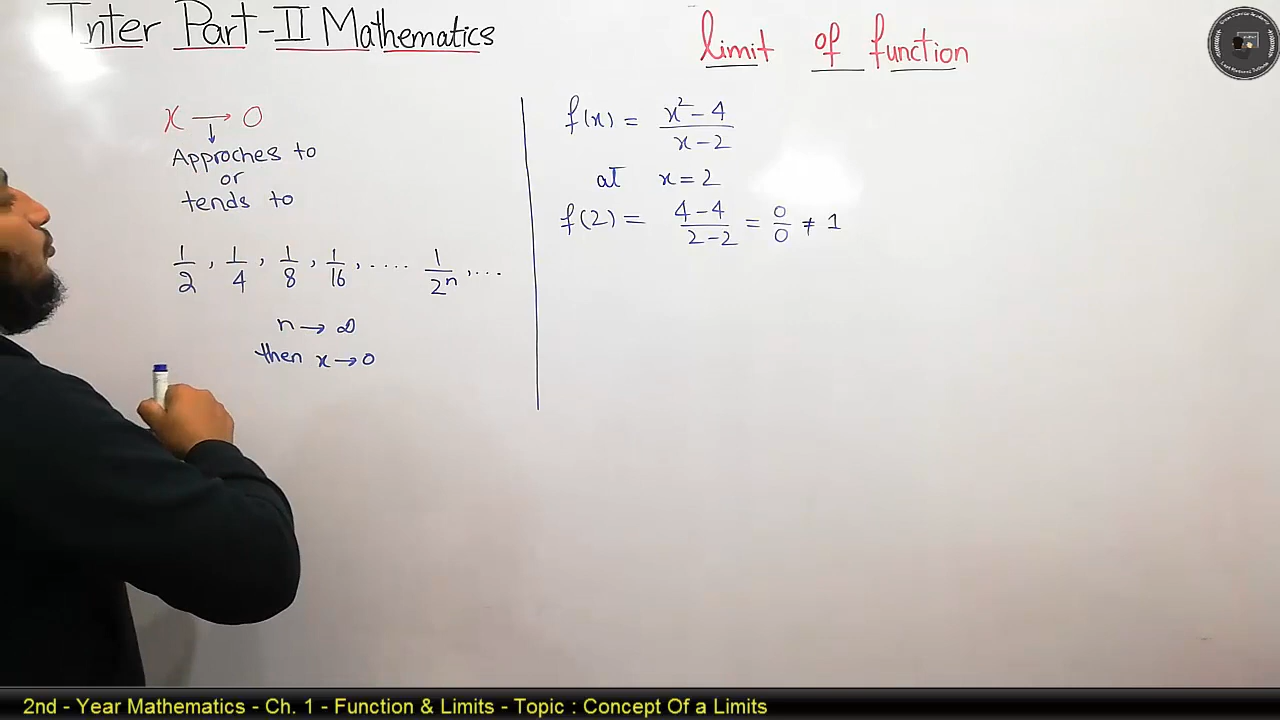 Inter Part-II Mathematics
limit of function
x → 0
↓
Approches to
or
tends to
1/2, 1/4, 1/8, 1/16, .... 1/2ⁿ, ...
n → ∞
then x → 0
f(x) = (x² - 4)/(x - 2)
at x = 2
f(2) = (4 - 4)/(2 - 2) = 0/0 ≠ 1
2nd - Year Mathematics - Ch. 1 - Function & Limits - Topic : Concept Of a Limits